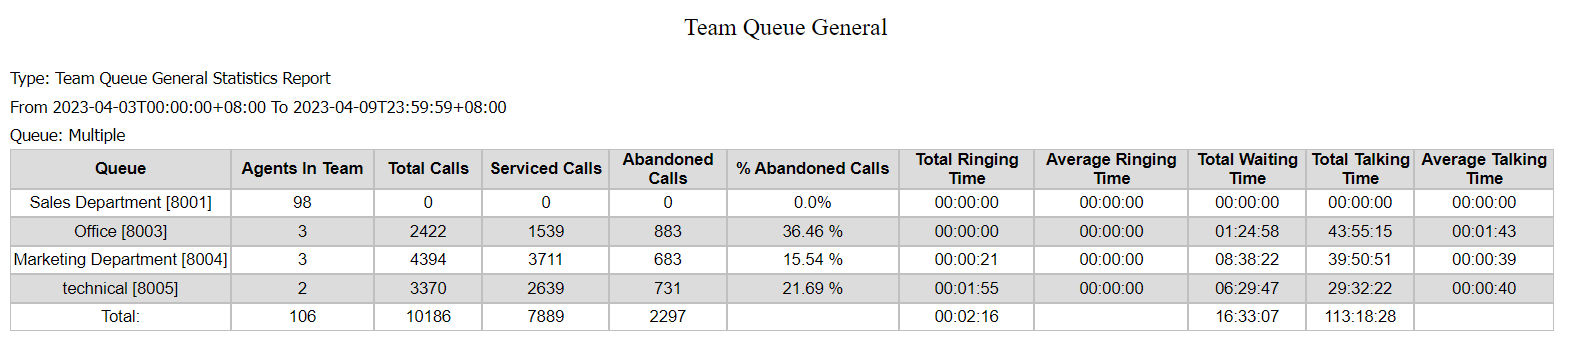 Team Queue General
Type: Team Queue General Statistics Report
From 2023-04-03T00:00:00+08:00 To 2023-04-09T23:59:59+08:00
Queue: Multiple
Queue Agents In Team Total Calls Serviced Calls Abandoned Calls % Abandoned Calls Total Ringing Time Average Ringing Time Total Waiting Time Total Talking Time Average Talking Time
Sales Department [8001] 98 0 0 0 0.0% 00:00:00 00:00:00 00:00:00 00:00:00 00:00:00
Office [8003] 3 2422 1539 883 36.46 % 00:00:00 00:00:00 01:24:58 43:55:15 00:01:43
Marketing Department [8004] 3 4394 3711 683 15.54 % 00:00:21 00:00:00 08:38:22 39:50:51 00:00:39
technical [8005] 2 3370 2639 731 21.69 % 00:01:55 00:00:00 06:29:47 29:32:22 00:00:40
Total: 106 10186 7889 2297 00:02:16 16:33:07 113:18:28